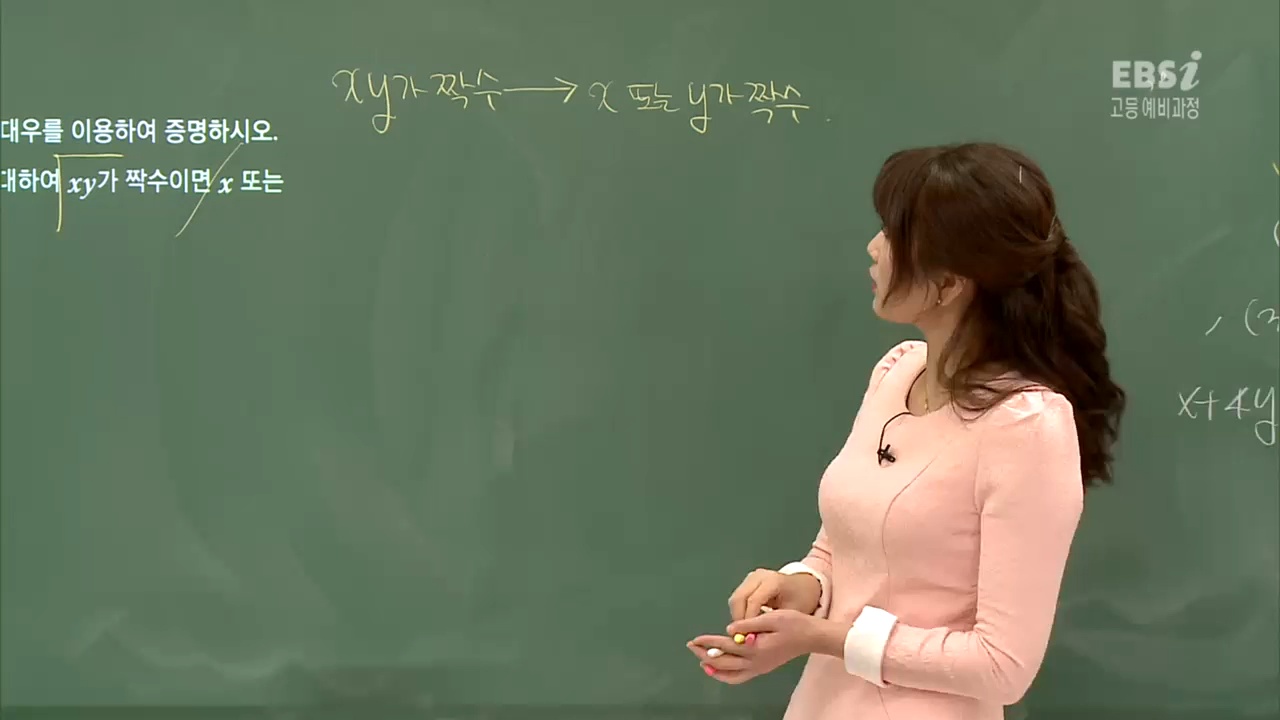 xy가 짝수 → x 또는 y가 짝수.
EBSi
고등 예비과정
대우를 이용하여 증명하시오.
대하여 xy가 짝수이면 x 또는
, (2
x+4y